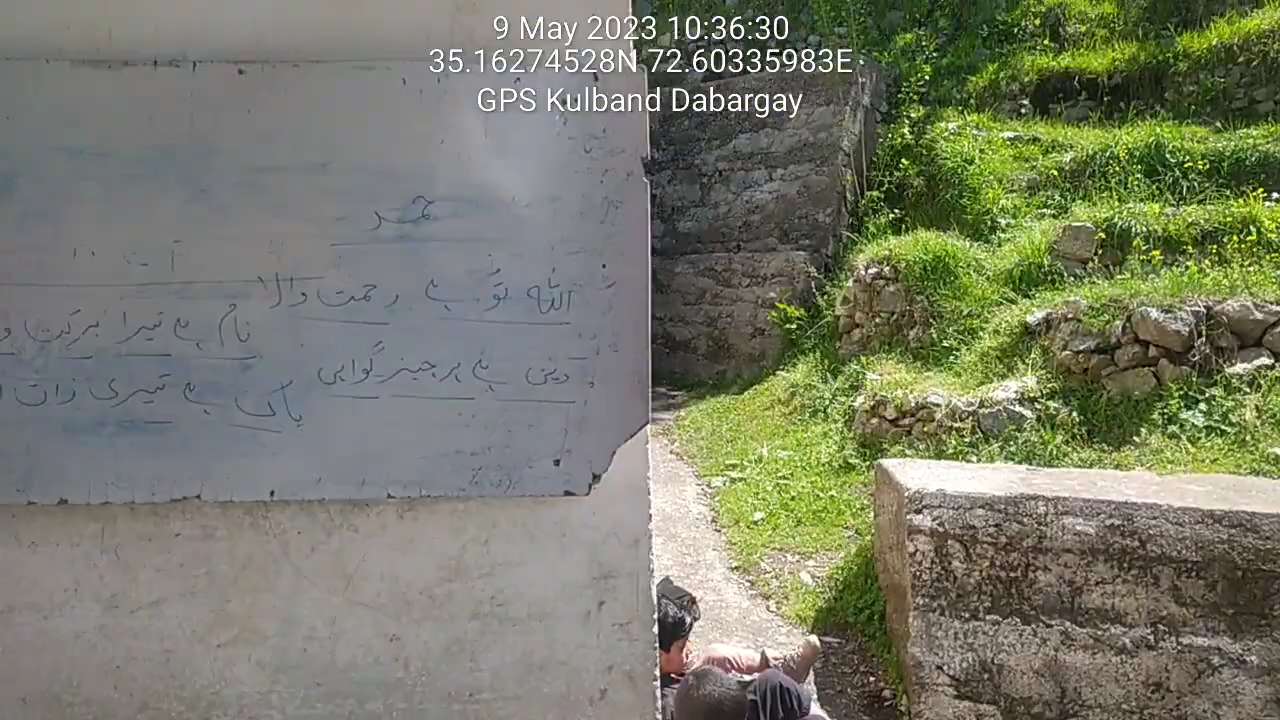 9 May 2023 10:36:30
35.16274528N 72.60335983E
GPS Kulband Dabargay
حمد
اللہ تو ہے رحمت والا
نام ہے تیرا برکت و
دیتی ہے ہر چیز گواہی
پاک ہے تیری ذات ا